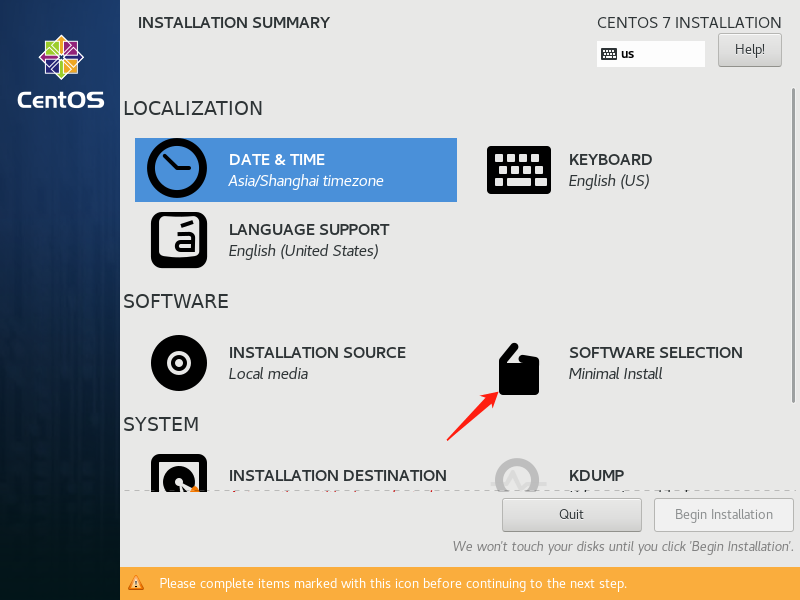 INSTALLATION SUMMARY
CENTOS 7 INSTALLATION
us
Help!
CentOS
LOCALIZATION
DATE & TIME
Asia/Shanghai timezone
KEYBOARD
English (US)
á
LANGUAGE SUPPORT
English (United States)
SOFTWARE
INSTALLATION SOURCE
Local media
SOFTWARE SELECTION
Minimal Install
SYSTEM
INSTALLATION DESTINATION
KDUMP
Quit
Begin Installation
We won't touch your disks until you click 'Begin Installation'.
Please complete items marked with this icon before continuing to the next step.